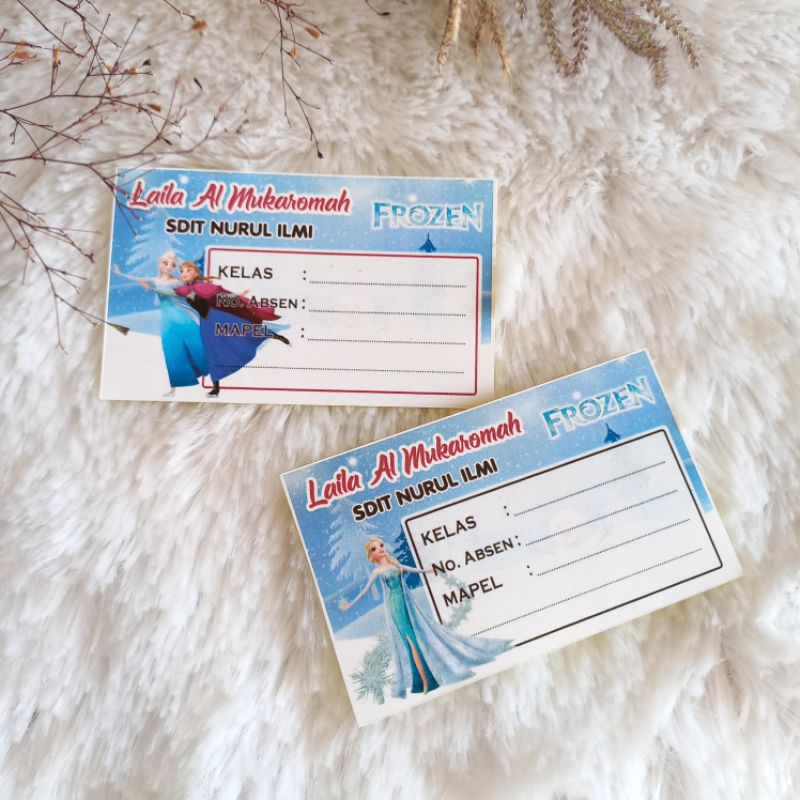 Laila Al Mukaromah
FROZEN
SDIT NURUL ILMI
KELAS :
NO. ABSEN :
MAPEL :
Laila Al Mukaromah
FROZEN
SDIT NURUL ILMI
KELAS :
NO. ABSEN :
MAPEL :